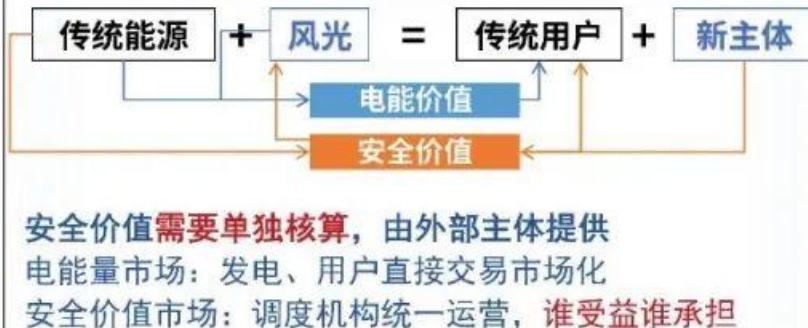 传统能源 + 风光 = 传统用户 + 新主体
电能价值
安全价值
安全价值需要单独核算，由外部主体提供
电能量市场：发电、用户直接交易市场化
安全价值市场：调度机构统一运营，谁受益谁承担